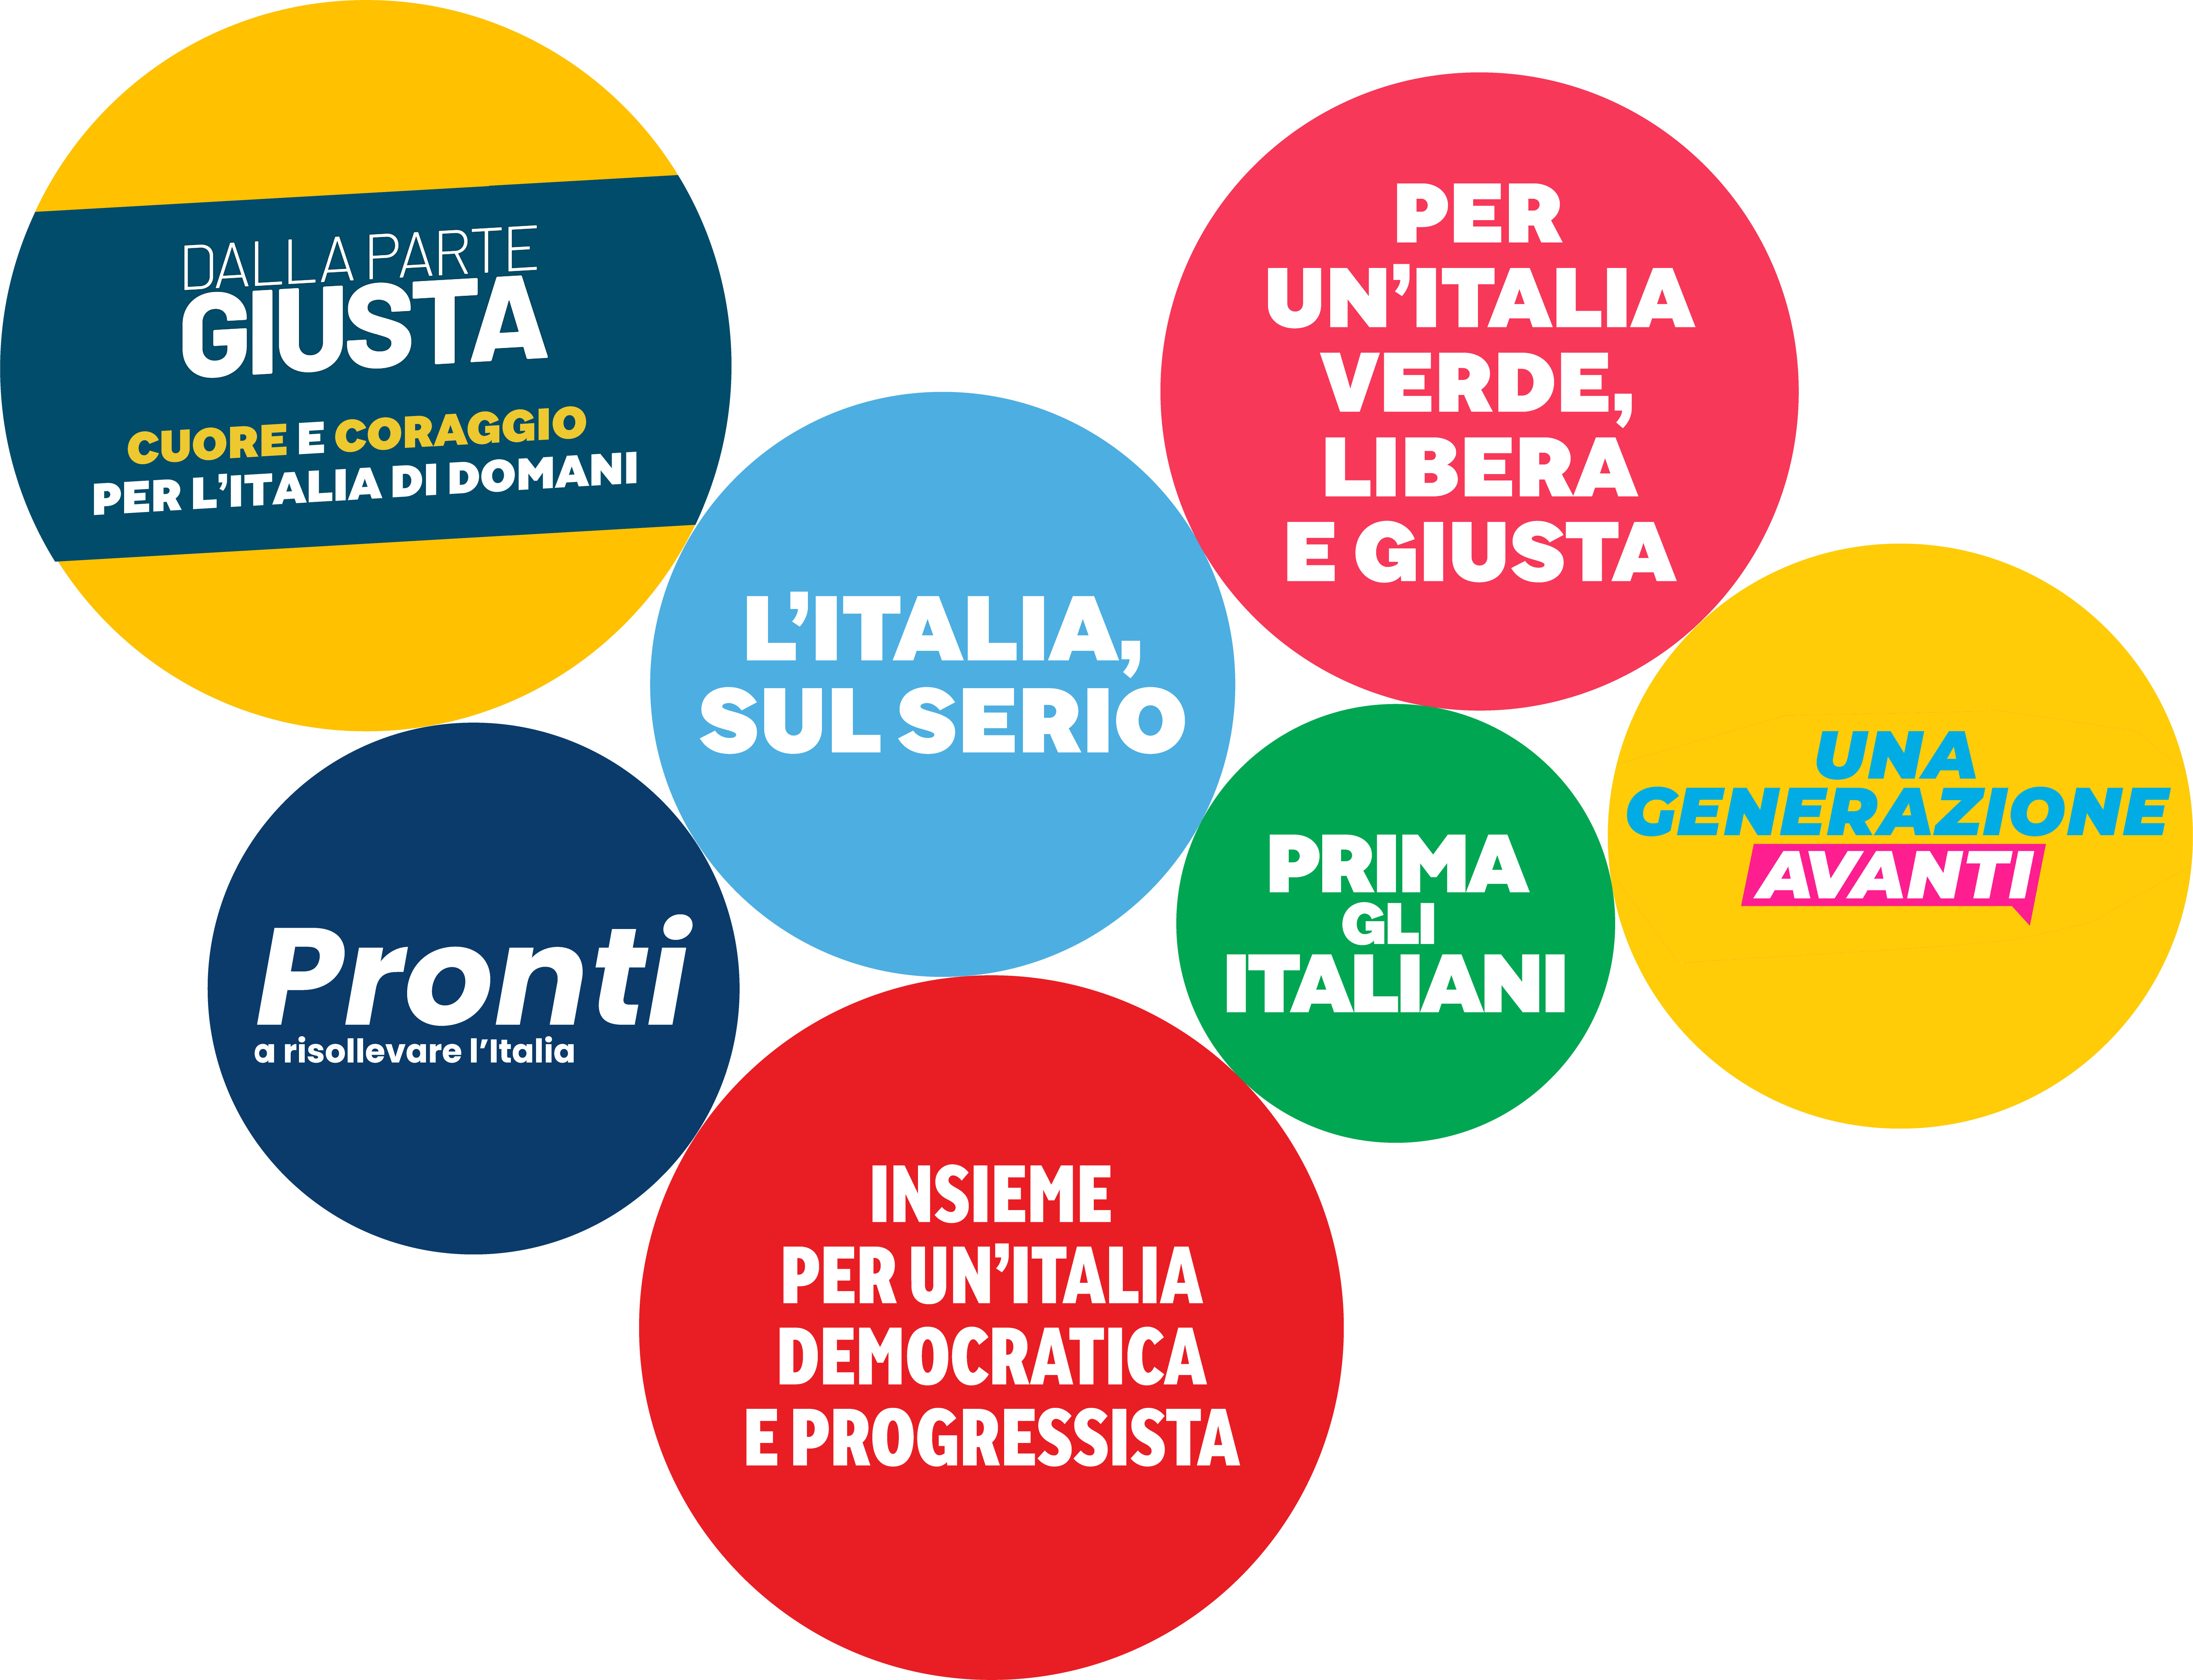 DALLA PARTE
GIUSTA
CUORE E CORAGGIO
PER L'ITALIA DI DOMANI
PER
UN'ITALIA
VERDE,
LIBERA
E GIUSTA
L'ITALIA,
SUL SERIO
UNA
GENERAZIONE
AVANTI
PRIMA
GLI
ITALIANI
Pronti
a risollevare l'Italia
INSIEME
PER UN'ITALIA
DEMOCRATICA
E PROGRESSISTA